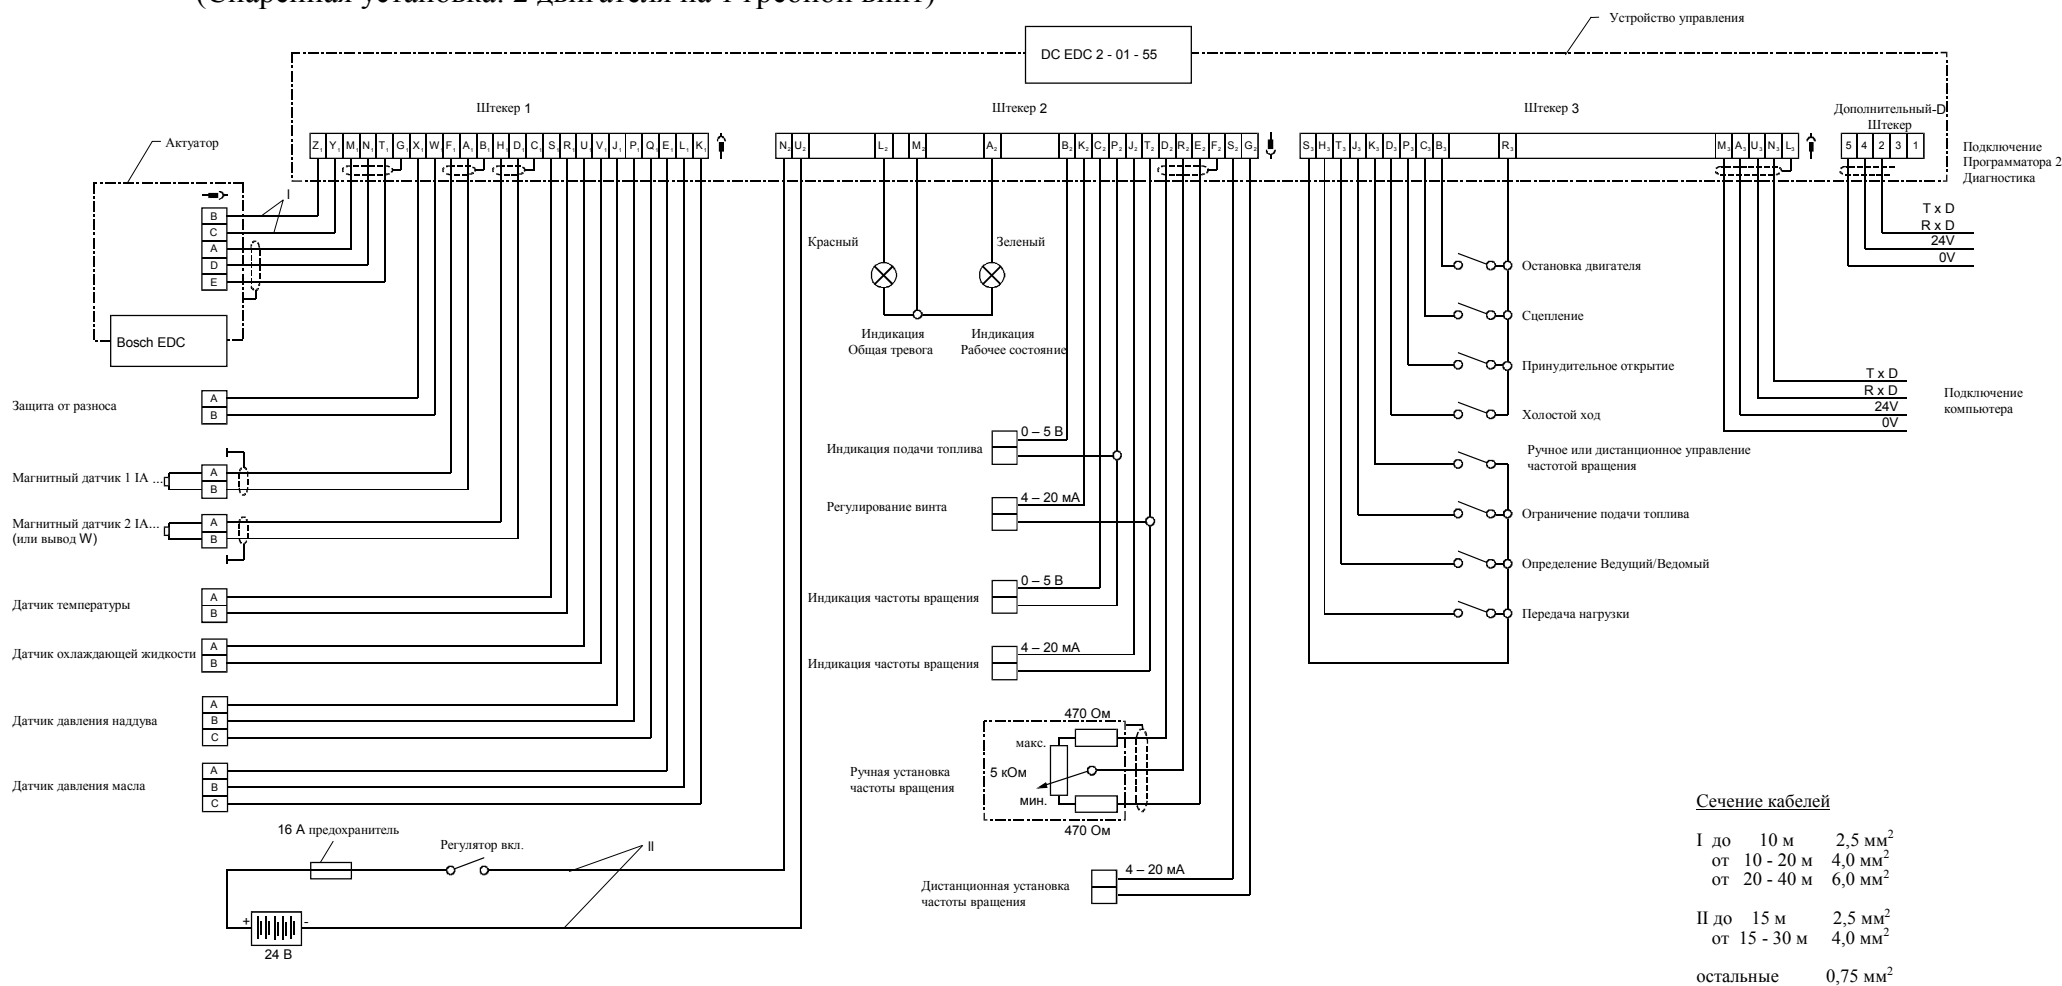 (Спаренная установка: 2 двигателя на 1 гребной винт)
Устройство управления
DC EDC 2 - 01 - 55
Штекер 1
Штекер 2
Штекер 3
Дополнительный-D
Штекер
Z1 Y1 M1 N1 T1 G1 X1 W1 F1 A1 B1 H1 D1 C1 S1 R1 U1 V1 J1 P1 Q1 E1 L1 K1
N2 U2 L2 M2 A2 B2 K2 C2 P2 J2 T2 D2 R2 E2 F2 S2 G2
S3 H3 T3 J3 K3 D3 P3 C3 B3 R3 M3 A3 U3 N3 L3
5 4 2 3 1
Подключение
Программатора 2
Диагностика
T x D
R x D
24V
0V
Актуатор
I
B
C
A
D
E
Bosch EDC
Защита от разноса
A
B
Магнитный датчик 1 IA ...
A
B
Магнитный датчик 2 IA...
(или вывод W)
A
B
Датчик температуры
A
B
Датчик охлаждающей жидкости
A
B
Датчик давления наддува
A
B
C
Датчик давления масла
A
B
C
16 А предохранитель
Регулятор вкл.
II
+ -
24 В
Красный
Зеленый
Индикация
Общая тревога
Индикация
Рабочее состояние
Индикация подачи топлива
0 – 5 В
Регулирование винта
4 – 20 мА
Индикация частоты вращения
0 – 5 В
Индикация частоты вращения
4 – 20 мА
470 Ом
макс.
5 кОм
мин.
470 Ом
Ручная установка
частоты вращения
4 – 20 мА
Дистанционная установка
частоты вращения
Остановка двигателя
Сцепление
Принудительное открытие
Холостой ход
Ручное или дистанционное управление
частотой вращения
Ограничение подачи топлива
Определение Ведущий/Ведомый
Передача нагрузки
T x D
R x D
24V
0V
Подключение
компьютера
Сечение кабелей
I до 10 м 2,5 мм2
от 10 - 20 м 4,0 мм2
от 20 - 40 м 6,0 мм2
II до 15 м 2,5 мм2
от 15 - 30 м 4,0 мм2
остальные 0,75 мм2